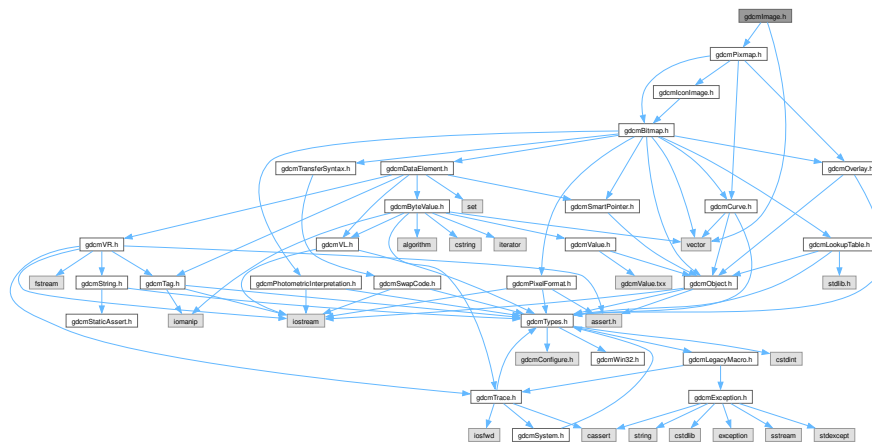 gdcmImage.h
gdcmPixmap.h
gdcmIconImage.h
gdcmBitmap.h
gdcmTransferSyntax.h
gdcmDataElement.h
gdcmOverlay.h
gdcmByteValue.h
set
gdcmSmartPointer.h
gdcmCurve.h
gdcmVR.h
gdcmVL.h
algorithm
cstring
iterator
gdcmValue.h
vector
gdcmLookupTable.h
fstream
gdcmString.h
gdcmTag.h
gdcmPhotometricInterpretation.h
gdcmSwapCode.h
gdcmPixelFormat.h
gdcmValue.txx
gdcmObject.h
stdlib.h
gdcmStaticAssert.h
iomanip
iostream
gdcmTypes.h
assert.h
gdcmConfigure.h
gdcmWin32.h
gdcmLegacyMacro.h
cstdint
gdcmTrace.h
gdcmException.h
iosfwd
gdcmSystem.h
cassert
string
cstdlib
exception
sstream
stdexcept